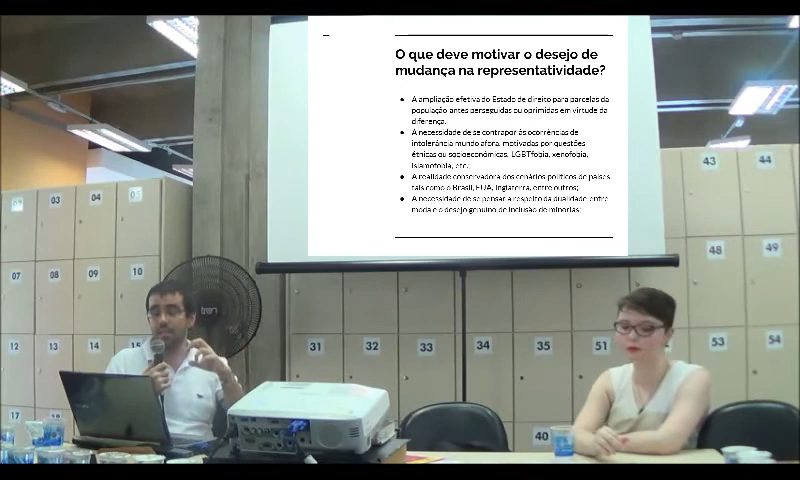 O que deve motivar o desejo de
mudança na representatividade?
A ampliação efetiva do Estado de direito para parcelas da
população antes perseguidas ou oprimidas em virtude da
diferença.
A necessidade de se contrapor às ocorrências de
intolerância mundo afora, motivadas por questões
étnicas ou socioeconômicas, LGBTfobia, xenofobia,
islamofobia, etc.;
A realidade conservadora dos cenários políticos de países
tais como o Brasil, EUA, Inglaterra, entre outros;
A necessidade de se pensar a respeito da dualidade entre
moda e o desejo genuíno de inclusão de minorias;
43
44
02
03
04
05
48
49
07
08
09
10
12
13
14
15
31
32
33
34
35
51
53
54
17
18
40